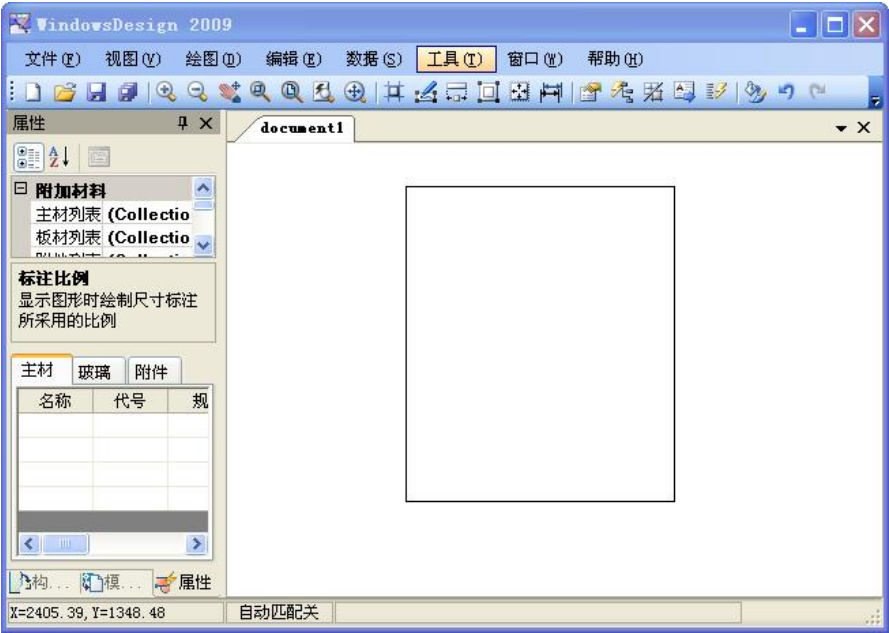 WindowsDesign 2009
文件(F) 视图(V) 绘图(D) 编辑(E) 数据(S) 工具(T) 窗口(W) 帮助(H)
属性
document1
附加材料
主材列表 (Collectio
板材列表 (Collectio
标注比例
显示图形时绘制尺寸标注
所采用的比例
主材 玻璃 附件
名称 代号 规
构... 模... 属性
X=2405.39,Y=1348.48 自动匹配关